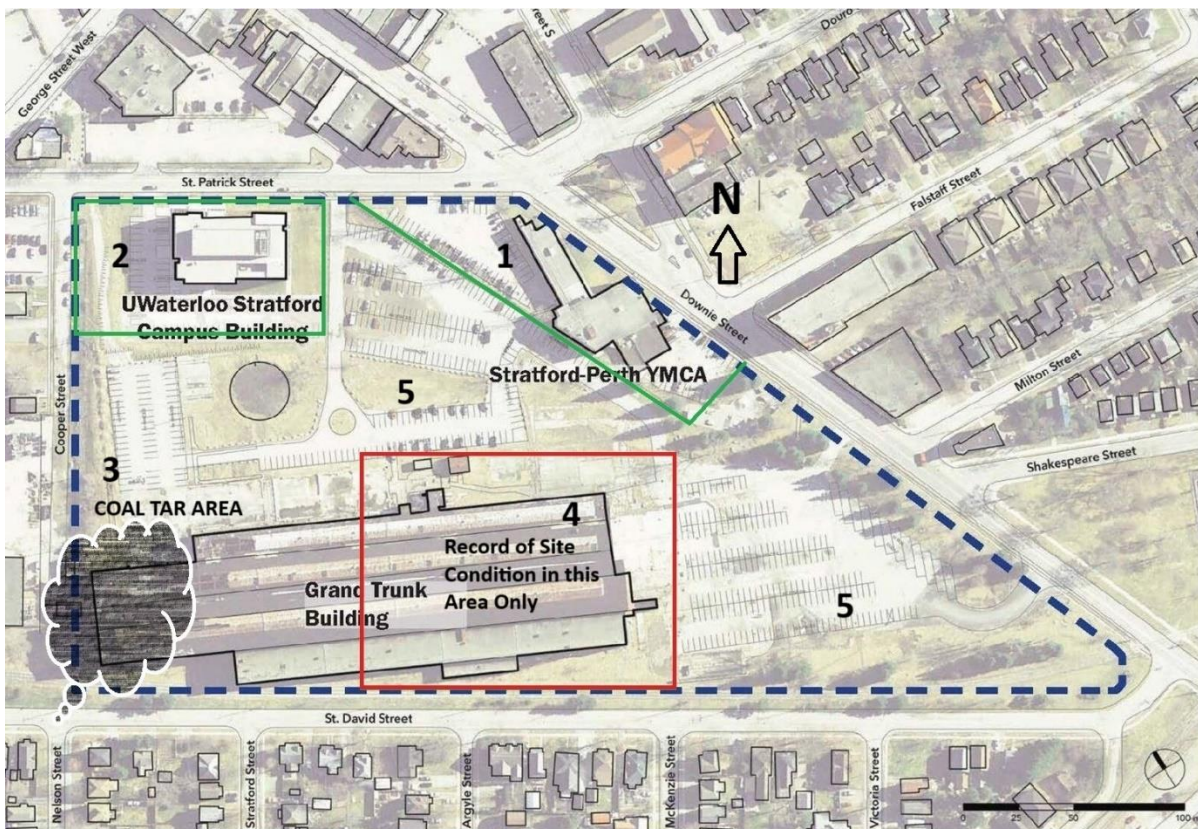 George Street West
Street S
Douro
St. Patrick Street
N
Falstaff Street
2
1
UWaterloo Stratford
Campus Building
Downie Street
Stratford-Perth YMCA
Milton Street
5
Cooper Street
3
Shakespeare Street
COAL TAR AREA
4
Record of Site
Condition in this
Area Only
Grand Trunk
Building
5
St. David Street
Nelson Street
Stratford Street
Argyle Street
McKenzie Street
Victoria Street
0 25 50 100 m